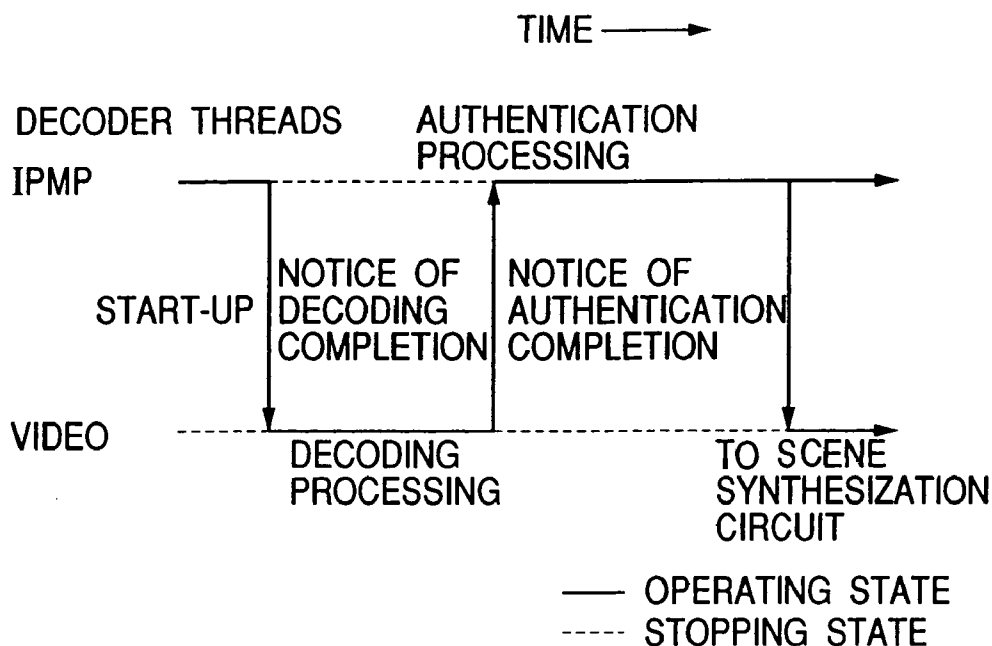 TIME
DECODER THREADS
AUTHENTICATION
PROCESSING
IPMP
START-UP
NOTICE OF
DECODING
COMPLETION
NOTICE OF
AUTHENTICATION
COMPLETION
VIDEO
DECODING
PROCESSING
TO SCENE
SYNTHESIZATION
CIRCUIT
OPERATING STATE
STOPPING STATE